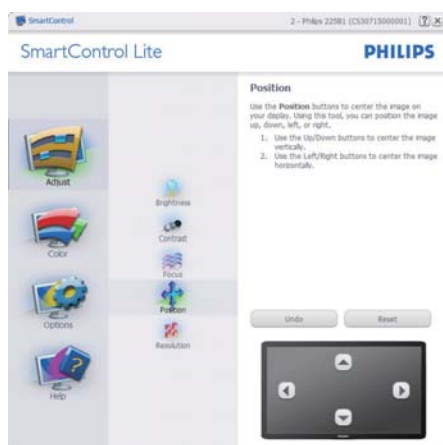 SmartControl
2 - Philips 225B1 (CS30715000001)
SmartControl Lite
PHILIPS
Adjust
Color
Options
Help
Brightness
Contrast
Focus
Position
Resolution
Position
Use the Position buttons to center the image on
your display. Using this tool, you can position the image
up, down, left, or right.
1. Use the Up/Down buttons to center the image
vertically.
2. Use the Left/Right buttons to center the image
horizontally.
Undo
Reset